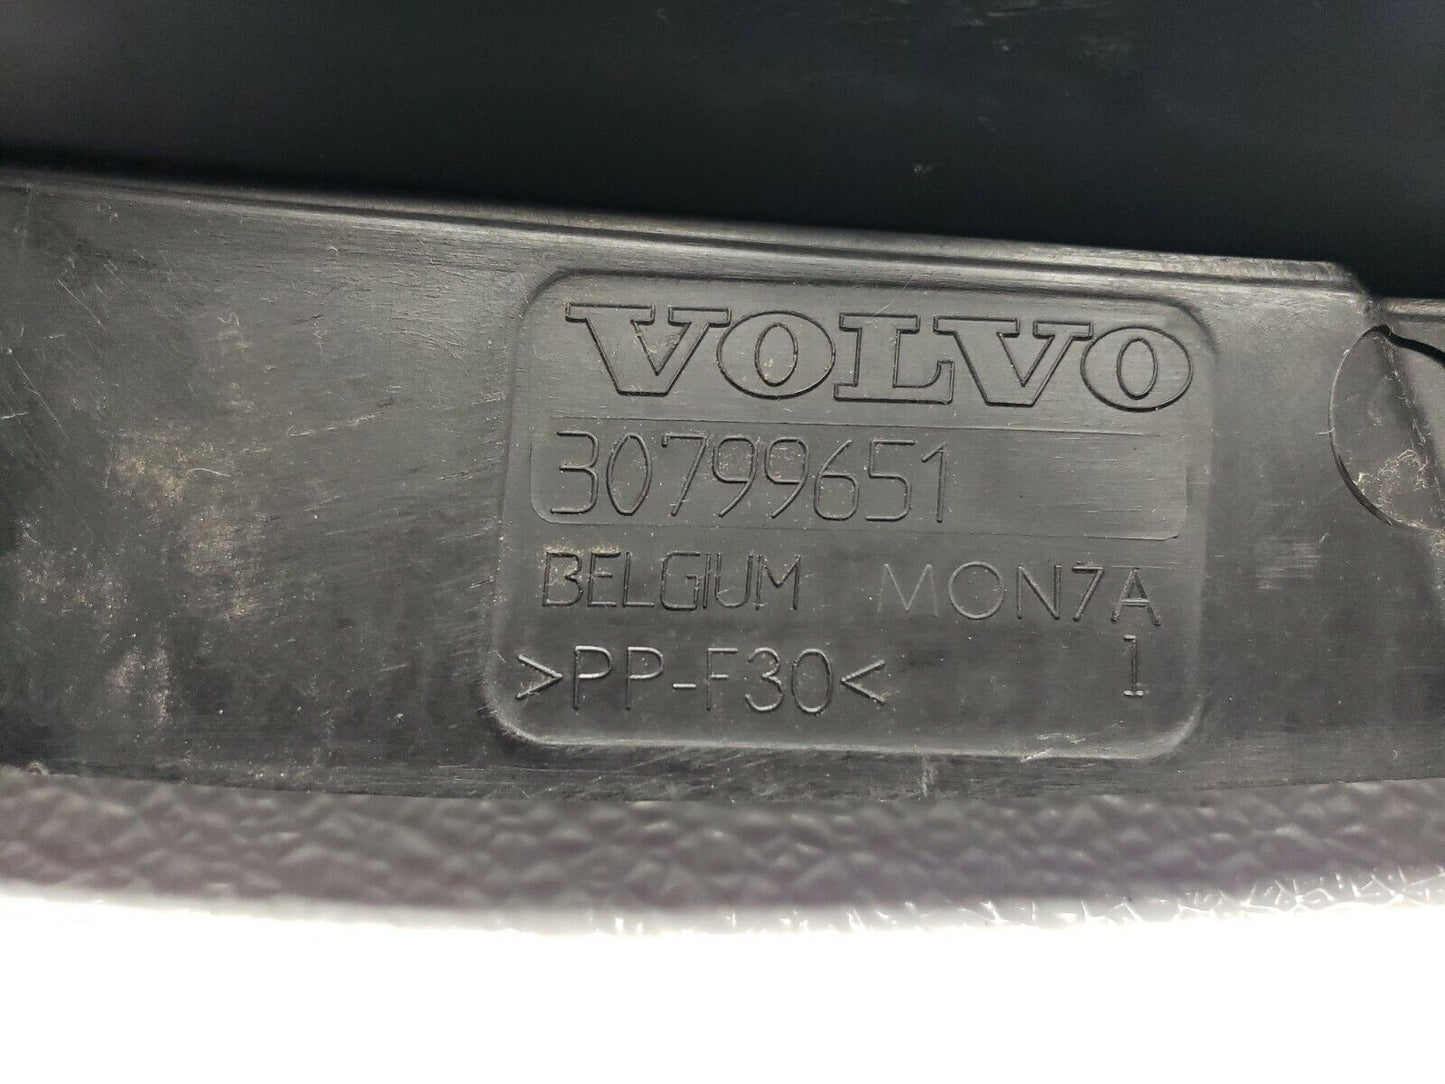 VOLVO
30799651
BELGIUM MON7A
>PP-F30< 1